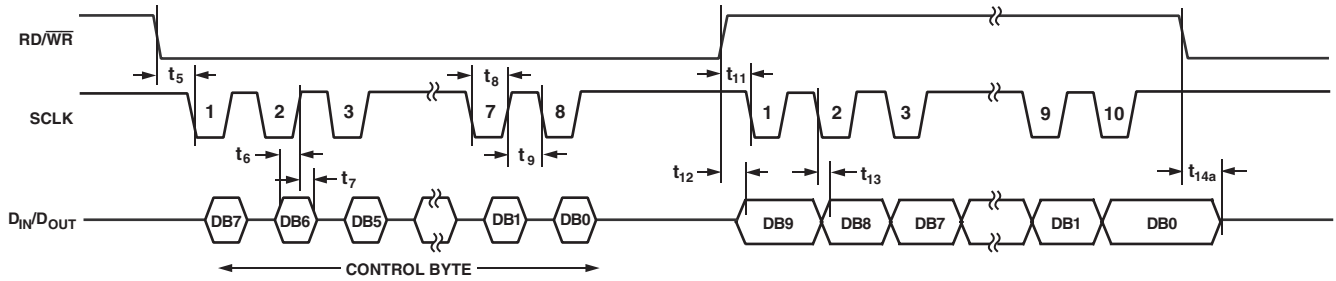 RD/W̅R̅
t5 t8 t11
SCLK
1 2 3 7 8 1 2 3 9 10
t6 t7 t9 t12 t13 t14a
DIN/DOUT
DB7 DB6 DB5 DB1 DB0 DB9 DB8 DB7 DB1 DB0
CONTROL BYTE